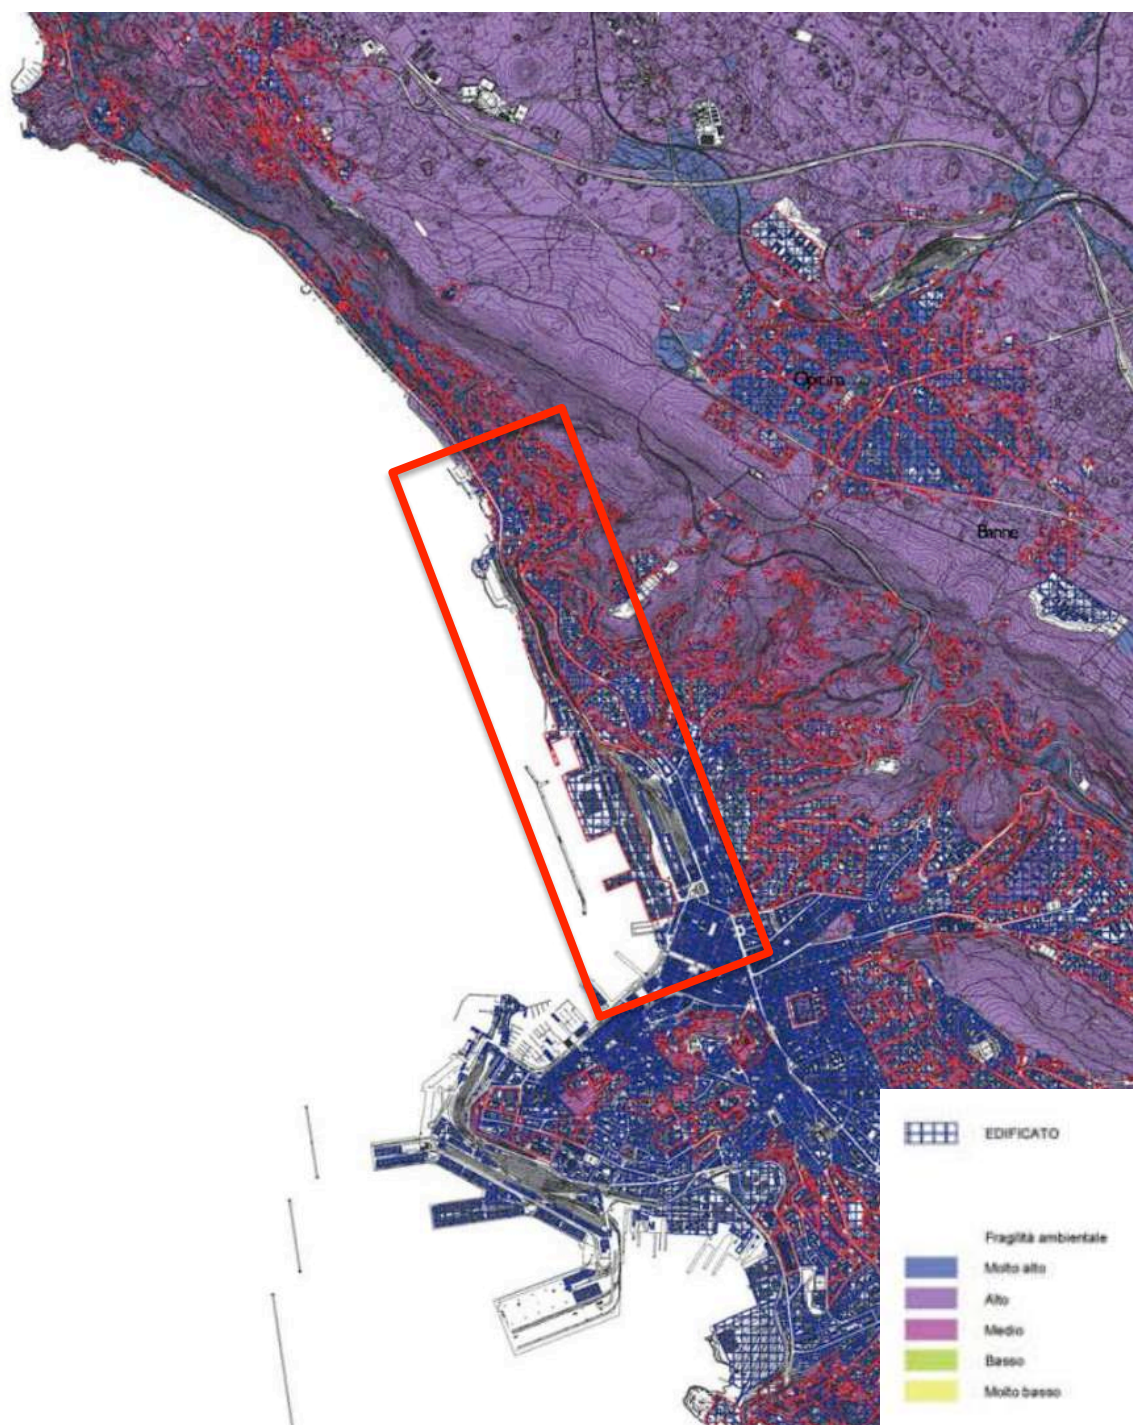 Opicina
Banne
EDIFICATO
Fragilità ambientale
Molto alto
Alto
Medio
Basso
Molto basso